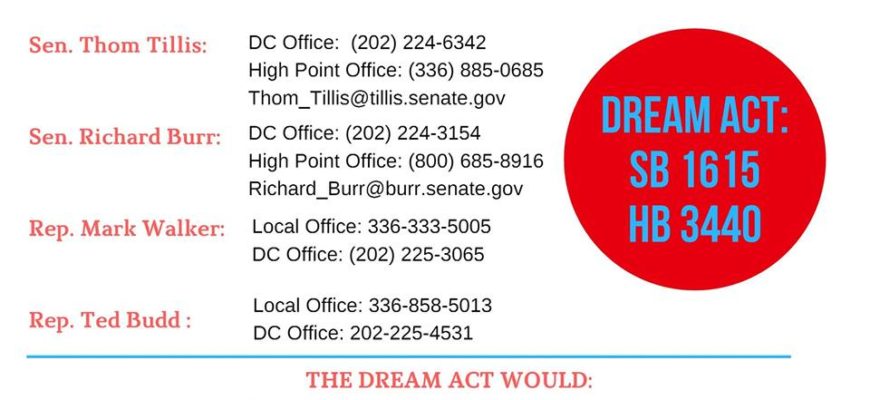 Sen. Thom Tillis: DC Office: (202) 224-6342
High Point Office: (336) 885-0685
Thom_Tillis@tillis.senate.gov
Sen. Richard Burr: DC Office: (202) 224-3154
High Point Office: (800) 685-8916
Richard_Burr@burr.senate.gov
Rep. Mark Walker: Local Office: 336-333-5005
DC Office: (202) 225-3065
Rep. Ted Budd :
Local Office: 336-858-5013
DC Office: 202-225-4531
DREAM ACT:
SB 1615
HB 3440
THE DREAM ACT WOULD: